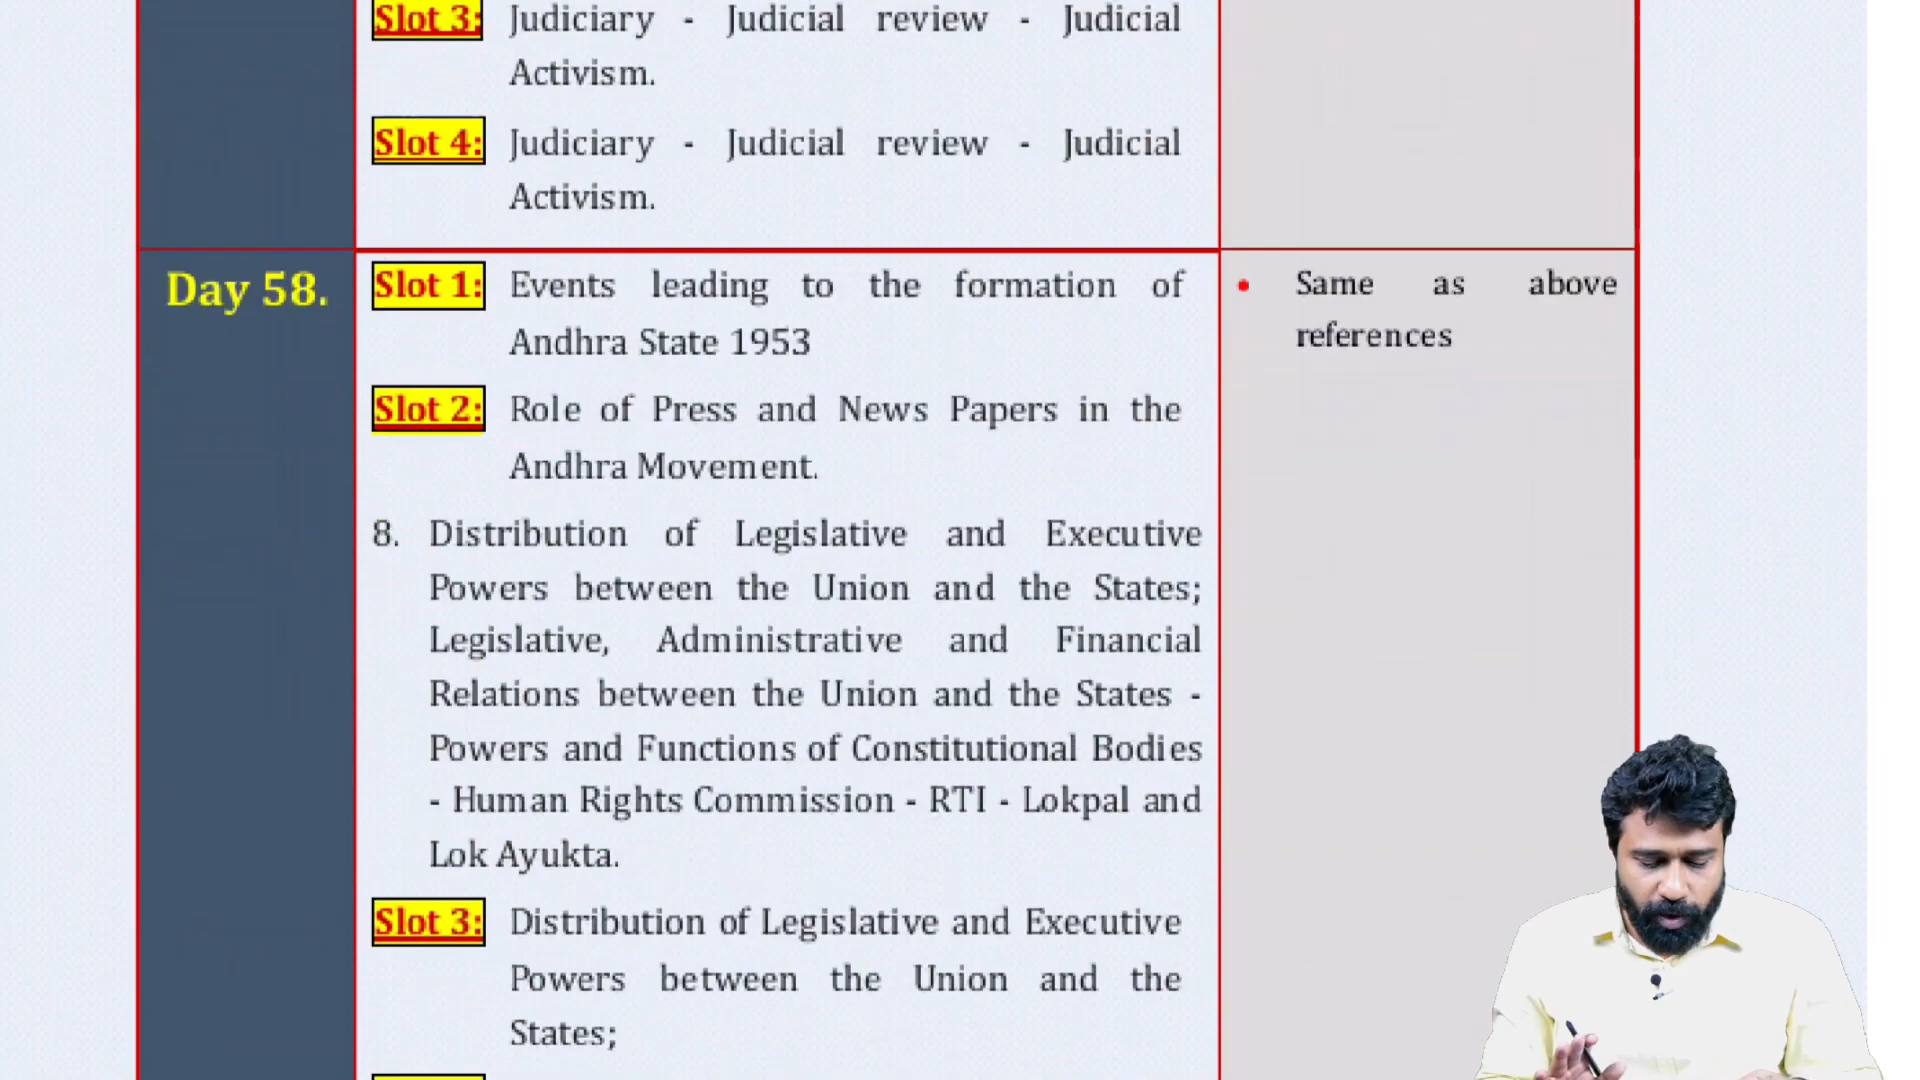 Slot 3: Judiciary - Judicial review - Judicial
Activism.
Slot 4: Judiciary - Judicial review - Judicial
Activism.
Day 58.
Slot 1: Events leading to the formation of
Andhra State 1953
Slot 2: Role of Press and News Papers in the
Andhra Movement.
8. Distribution of Legislative and Executive
Powers between the Union and the States;
Legislative, Administrative and Financial
Relations between the Union and the States -
Powers and Functions of Constitutional Bodies
- Human Rights Commission - RTI - Lokpal and
Lok Ayukta.
Slot 3: Distribution of Legislative and Executive
Powers between the Union and the
States;
• Same as above
references